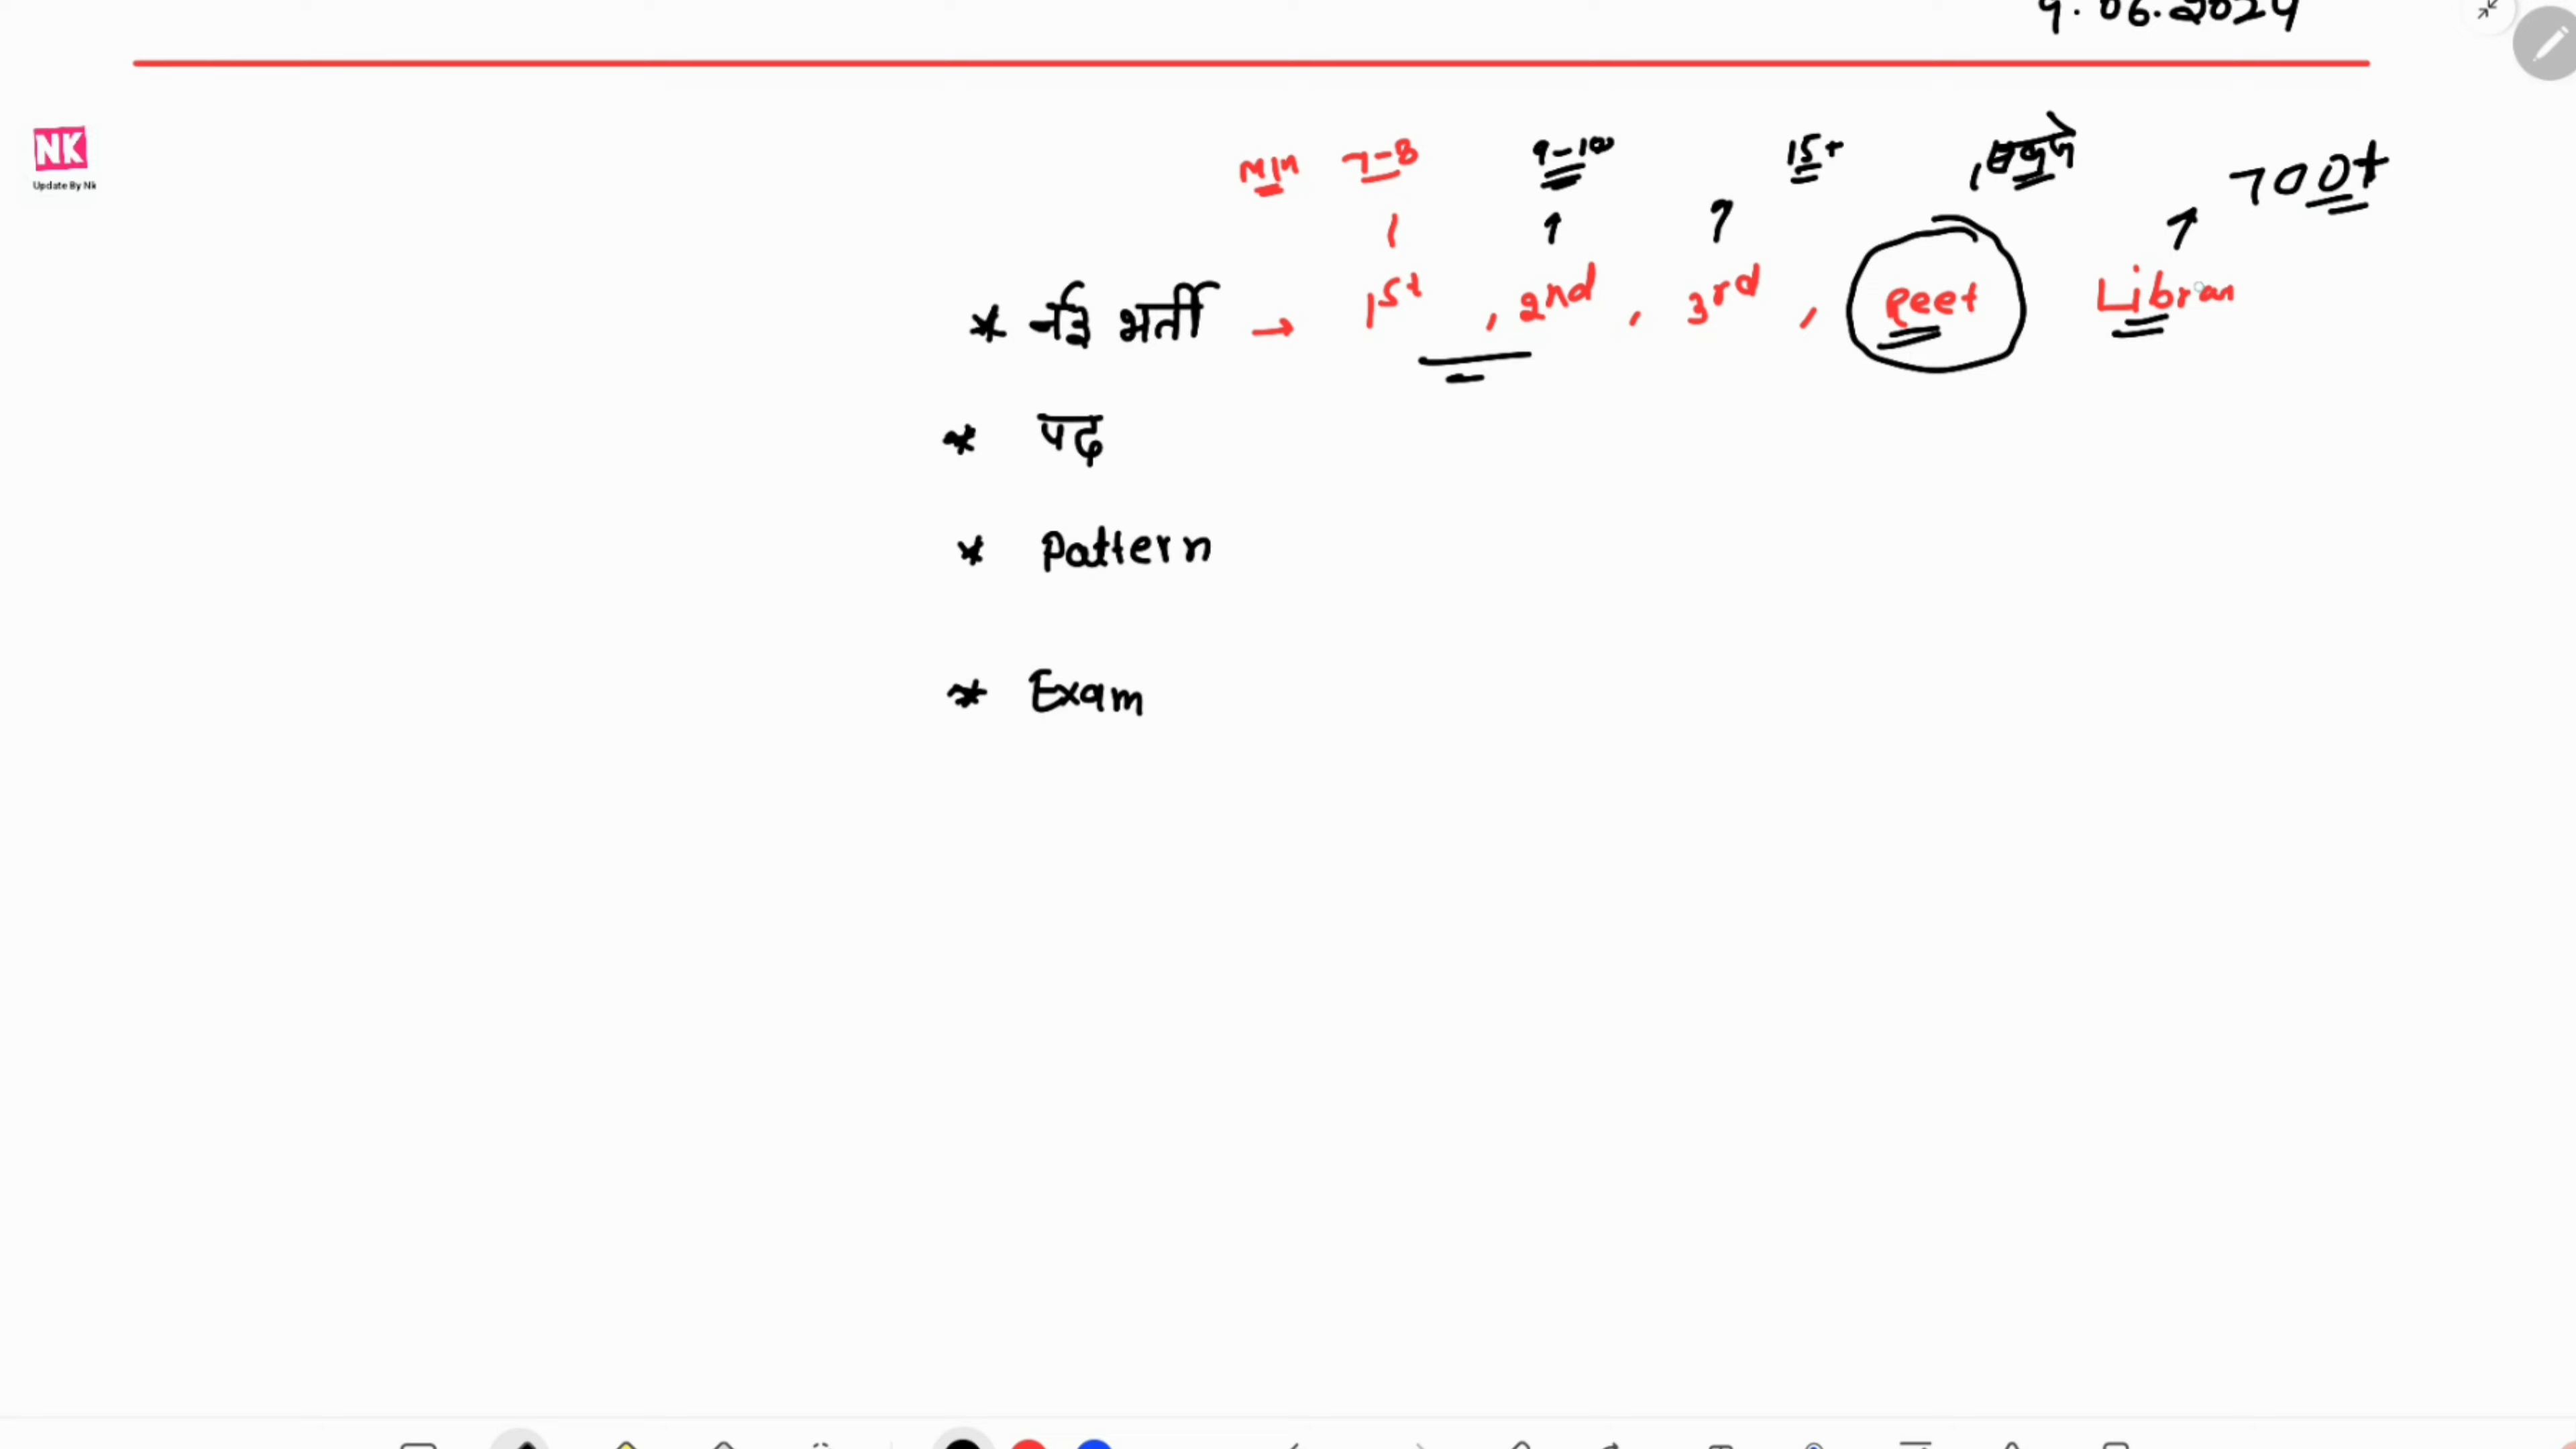 9.06.2024
NK
Update By Nk
Min 7-8 9-10 15+ 700+
* नई भर्ती → 1st, 2nd, 3rd, Reet Libran
* पद
* Pattern
* Exam